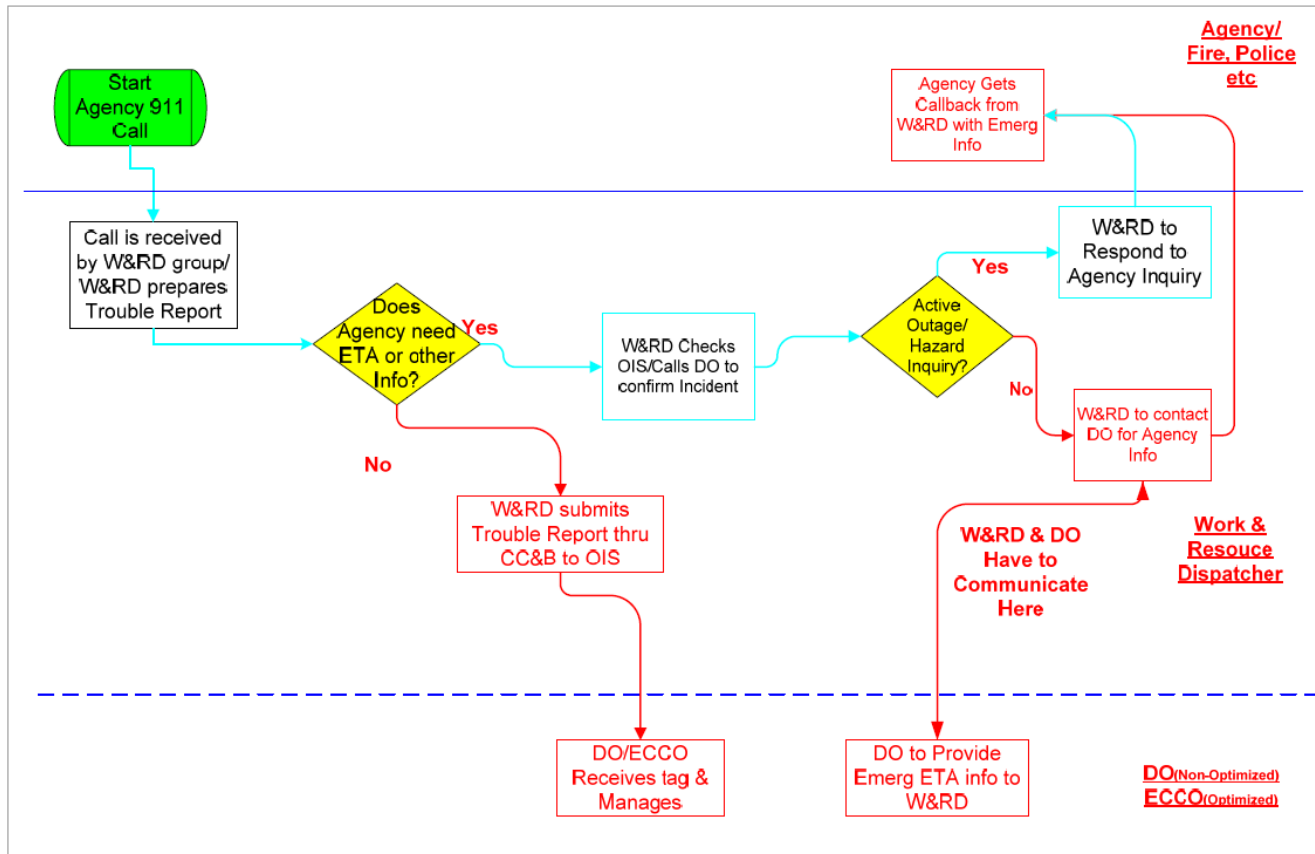 Start
Agency 911
Call
Agency Gets
Callback from
W&RD with Emerg
Info
Agency/
Fire, Police
etc
Call is received
by W&RD group/
W&RD prepares
Trouble Report
Does
Agency need
ETA or other
Info?
Yes
No
W&RD Checks
OIS/Calls DO to
confirm Incident
Active
Outage/
Hazard
Inquiry?
Yes
No
W&RD to
Respond to
Agency Inquiry
W&RD to contact
DO for Agency
Info
W&RD submits
Trouble Report thru
CC&B to OIS
W&RD & DO
Have to
Communicate
Here
Work &
Resouce
Dispatcher
DO/ECCO
Receives tag &
Manages
DO to Provide
Emerg ETA info to
W&RD
DO(Non-Optimized)
ECCO(Optimized)